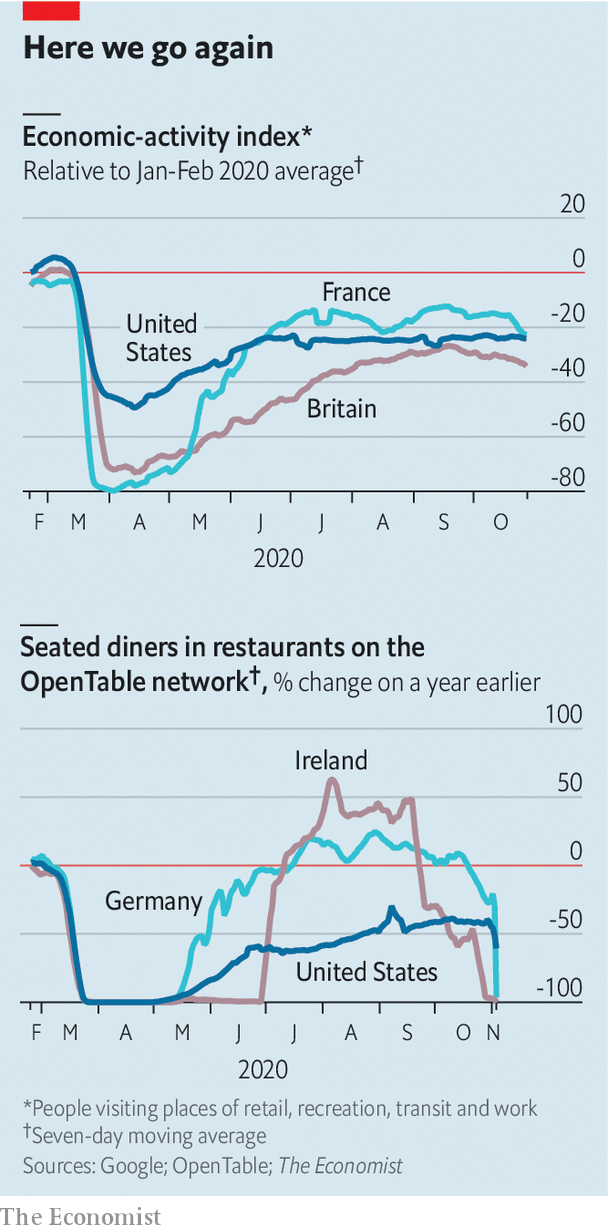 Here we go again
Economic-activity index*
Relative to Jan-Feb 2020 average†
20
0
France
-20
United
States
-40
Britain
-60
-80
F M A M J J A S O
2020
Seated diners in restaurants on the
OpenTable network†, % change on a year earlier
100
Ireland
50
0
Germany
-50
United States
-100
F M A M J J A S O N
2020
*People visiting places of retail, recreation, transit and work
†Seven-day moving average
Sources: Google; OpenTable; The Economist
The Economist